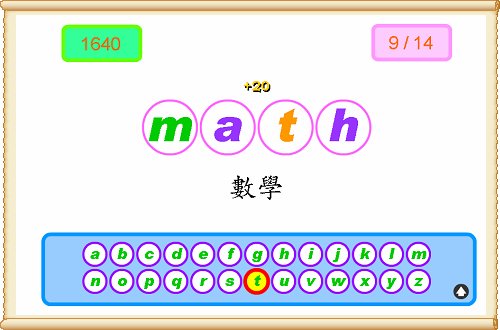 1640
9 / 14
+20
math
數學
a b c d e f g h i j k l m
n o p q r s t u v w x y z